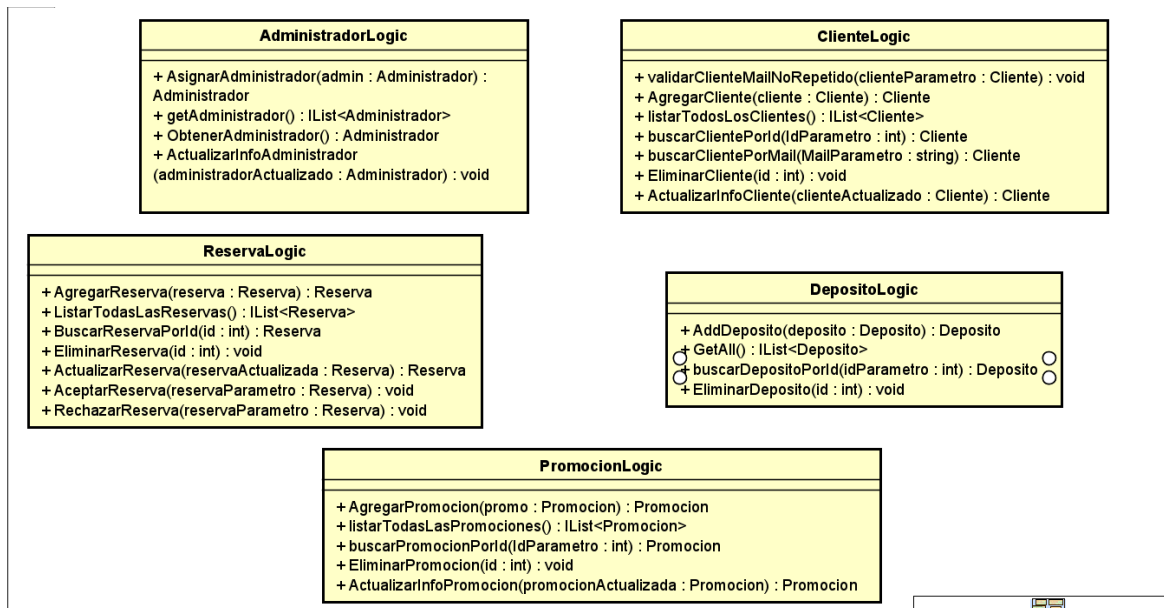 AdministradorLogic
+ AsignarAdministrador(admin : Administrador) :
Administrador
+ getAdministrador() : IList<Administrador>
+ ObtenerAdministrador() : Administrador
+ ActualizarInfoAdministrador
(administradorActualizado : Administrador) : void
ClienteLogic
+ validarClienteMailNoRepetido(clienteParametro : Cliente) : void
+ AgregarCliente(cliente : Cliente) : Cliente
+ listarTodosLosClientes() : IList<Cliente>
+ buscarClientePorId(IdParametro : int) : Cliente
+ buscarClientePorMail(MailParametro : string) : Cliente
+ EliminarCliente(id : int) : void
+ ActualizarInfoCliente(clienteActualizado : Cliente) : Cliente
ReservaLogic
+ AgregarReserva(reserva : Reserva) : Reserva
+ ListarTodasLasReservas() : IList<Reserva>
+ BuscarReservaPorId(id : int) : Reserva
+ EliminarReserva(id : int) : void
+ ActualizarReserva(reservaActualizada : Reserva) : Reserva
+ AceptarReserva(reservaParametro : Reserva) : void
+ RechazarReserva(reservaParametro : Reserva) : void
DepositoLogic
+ AddDeposito(deposito : Deposito) : Deposito
+ GetAll() : IList<Deposito>
+ buscarDepositoPorId(idParametro : int) : Deposito
+ EliminarDeposito(id : int) : void
PromocionLogic
+ AgregarPromocion(promo : Promocion) : Promocion
+ listarTodasLasPromociones() : IList<Promocion>
+ buscarPromocionPorId(IdParametro : int) : Promocion
+ EliminarPromocion(id : int) : void
+ ActualizarInfoPromocion(promocionActualizada : Promocion) : Promocion